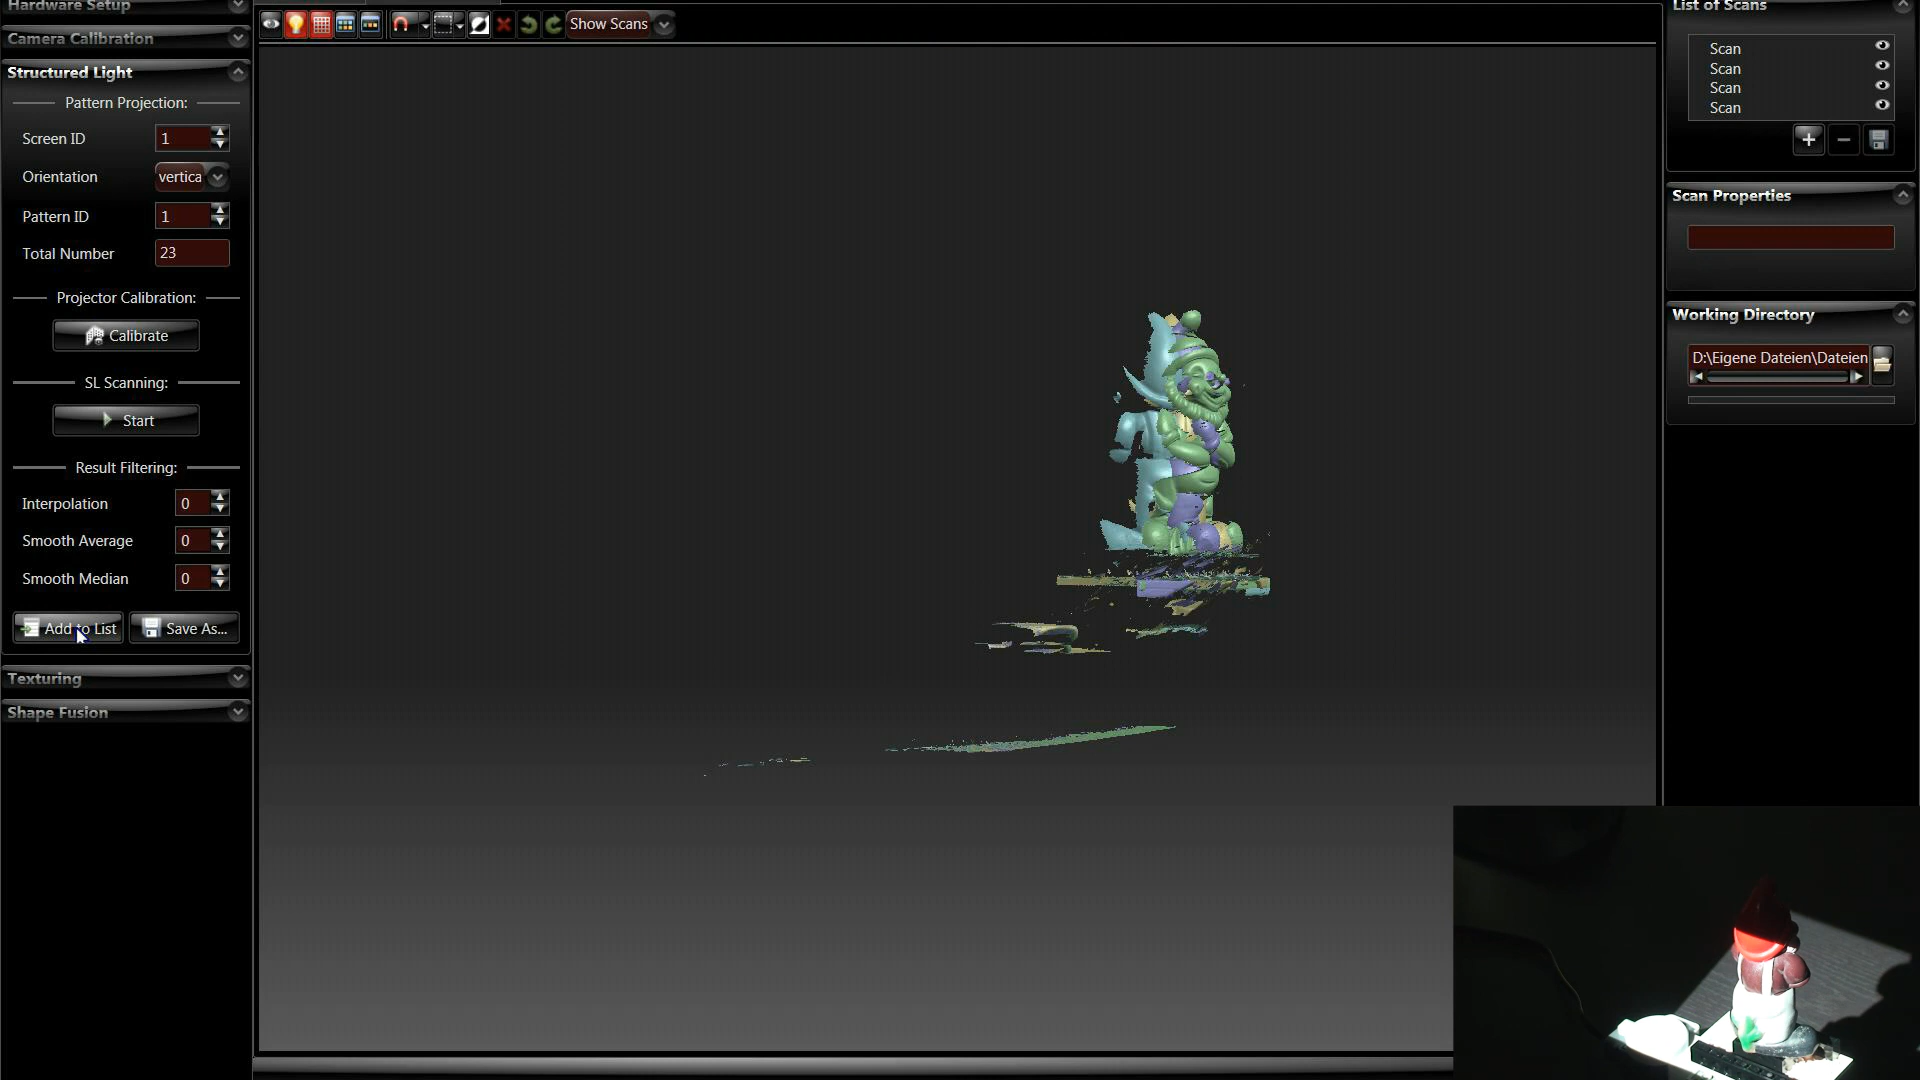 Hardware Setup
Camera Calibration
Structured Light
Pattern Projection:
Screen ID 1
Orientation vertica
Pattern ID 1
Total Number 23
Projector Calibration:
Calibrate
SL Scanning:
Start
Result Filtering:
Interpolation 0
Smooth Average 0
Smooth Median 0
Add to List Save As...
Texturing
Shape Fusion
Show Scans
List of Scans
Scan
Scan
Scan
Scan
Scan Properties
Working Directory
D:\Eigene Dateien\Dateien